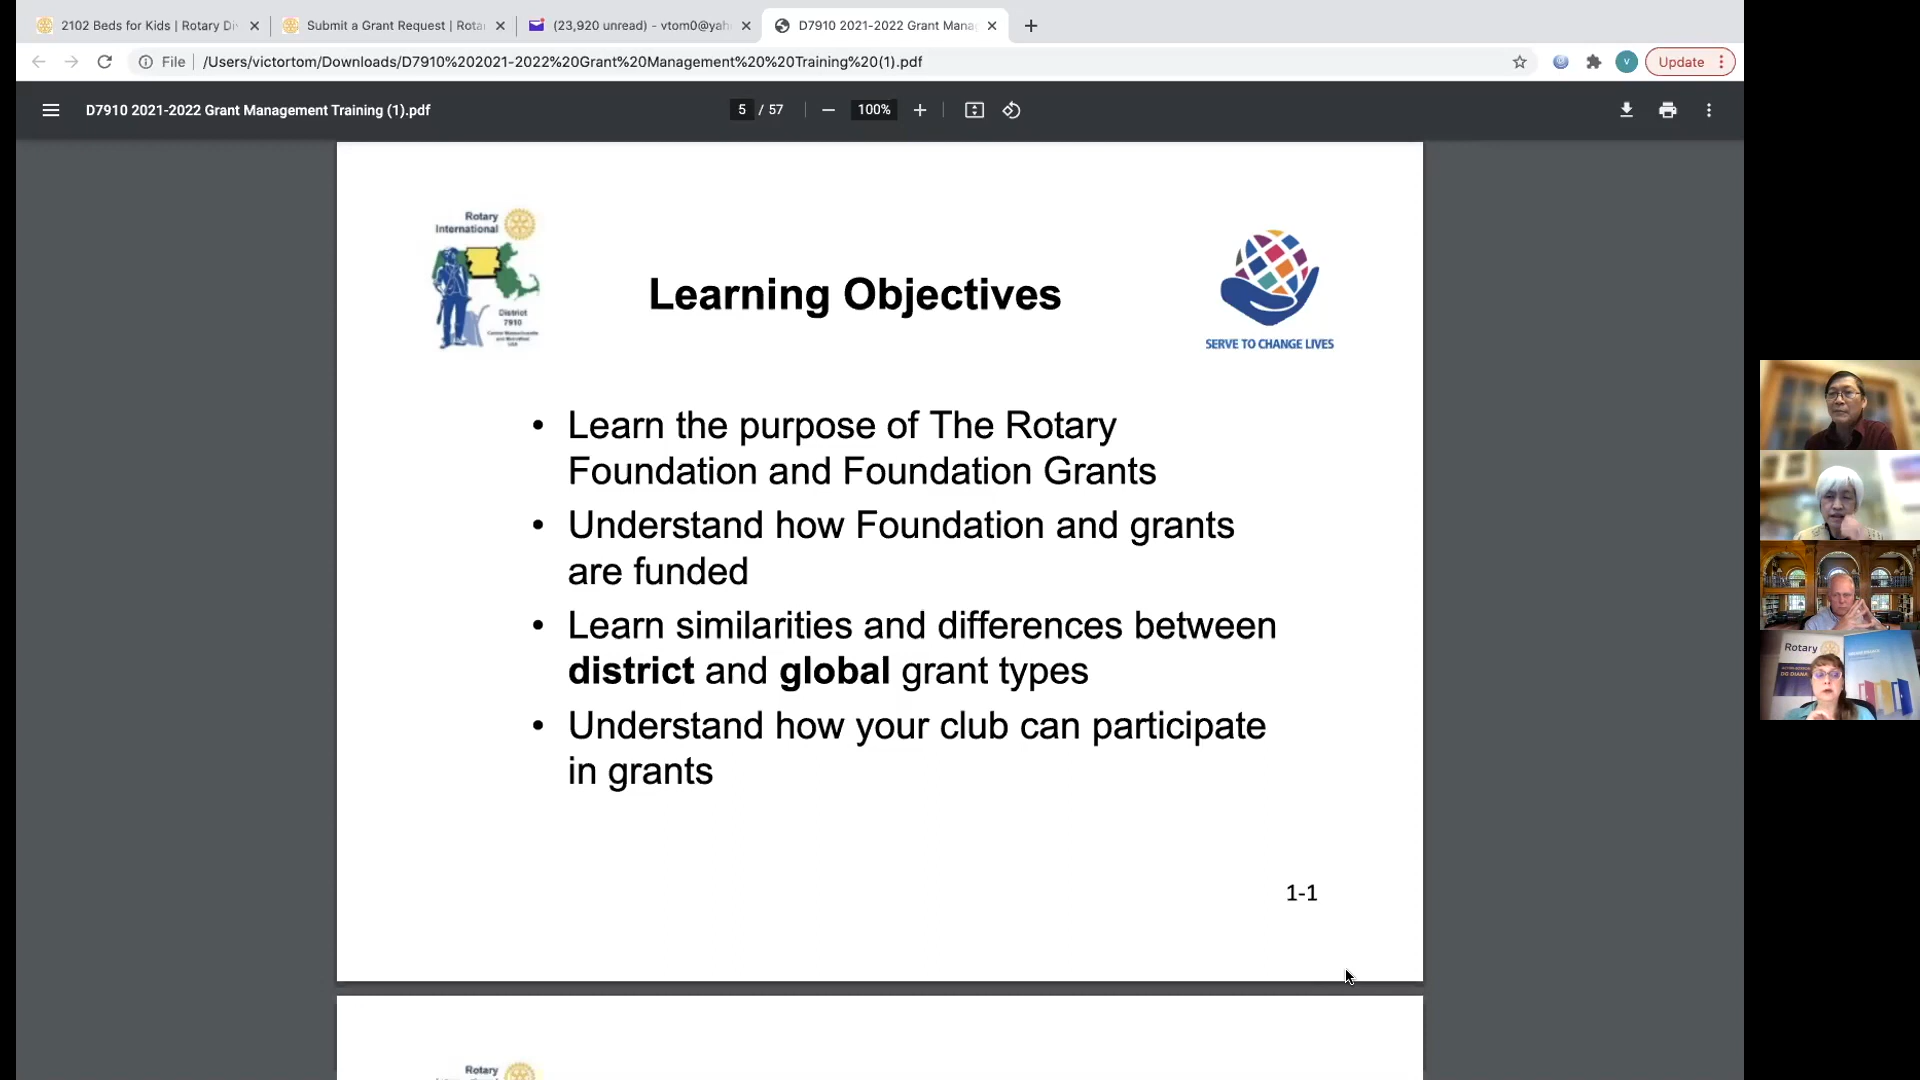 2102 Beds for Kids | Rotary Di
Submit a Grant Request | Rota
(23,920 unread) - vtom0@yah
D7910 2021-2022 Grant Mana
File
/Users/victortom/Downloads/D7910%202021-2022%20Grant%20Management%20%20Training%20(1).pdf
V
Update
D7910 2021-2022 Grant Management Training (1).pdf
5 / 57
100%
Rotary
International
District
7910
Learning Objectives
SERVE TO CHANGE LIVES
• Learn the purpose of The Rotary
Foundation and Foundation Grants
• Understand how Foundation and grants
are funded
• Learn similarities and differences between
district and global grant types
• Understand how your club can participate
in grants
1-1
Rotary
Rotary
DG DIANA